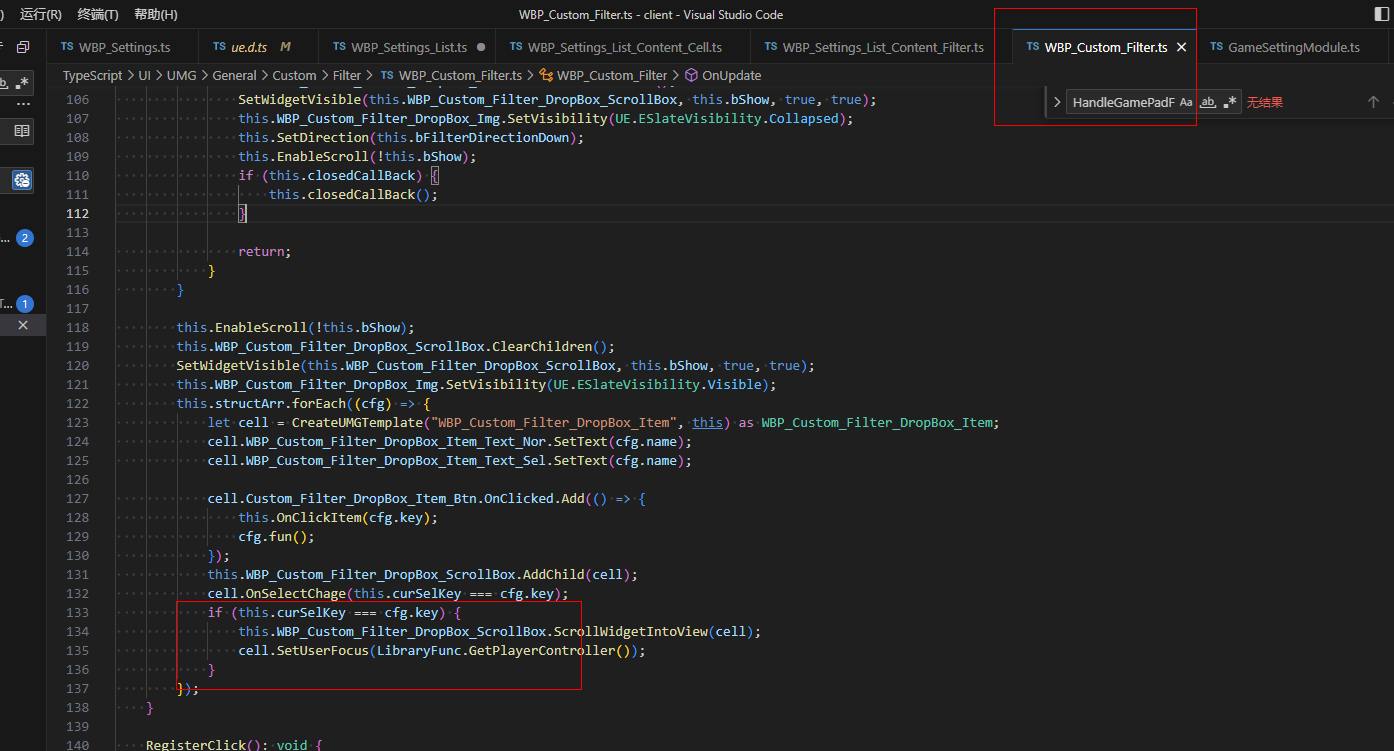 ) 运行(R) 终端(T) 帮助(H) WBP_Custom_Filter.ts - client - Visual Studio Code
TS WBP_Settings.ts TS ue.d.ts M TS WBP_Settings_List.ts ● TS WBP_Settings_List_Content_Cell.ts TS WBP_Settings_List_Content_Filter.ts TS WBP_Custom_Filter.ts × TS GameSettingModule.ts
TypeScript > UI > UMG > General > Custom > Filter > TS WBP_Custom_Filter.ts > WBP_Custom_Filter > OnUpdate
HandleGamePadF Aa ab .* 无结果
106 SetWidgetVisible(this.WBP_Custom_Filter_DropBox_ScrollBox, this.bShow, true, true);
107 this.WBP_Custom_Filter_DropBox_Img.SetVisibility(UE.ESlateVisibility.Collapsed);
108 this.SetDirection(this.bFilterDirectionDown);
109 this.EnableScroll(!this.bShow);
110 if (this.closedCallBack) {
111 this.closedCallBack();
112 }
113
114 return;
115 }
116 }
117
118 this.EnableScroll(!this.bShow);
119 this.WBP_Custom_Filter_DropBox_ScrollBox.ClearChildren();
120 SetWidgetVisible(this.WBP_Custom_Filter_DropBox_ScrollBox, this.bShow, true, true);
121 this.WBP_Custom_Filter_DropBox_Img.SetVisibility(UE.ESlateVisibility.Visible);
122 this.structArr.forEach((cfg) => {
123 let cell = CreateUMGTemplate("WBP_Custom_Filter_DropBox_Item", this) as WBP_Custom_Filter_DropBox_Item;
124 cell.WBP_Custom_Filter_DropBox_Item_Text_Nor.SetText(cfg.name);
125 cell.WBP_Custom_Filter_DropBox_Item_Text_Sel.SetText(cfg.name);
126
127 cell.Custom_Filter_DropBox_Item_Btn.OnClicked.Add(() => {
128 this.OnClickItem(cfg.key);
129 cfg.fun();
130 });
131 this.WBP_Custom_Filter_DropBox_ScrollBox.AddChild(cell);
132 cell.OnSelectChage(this.curSelKey === cfg.key);
133 if (this.curSelKey === cfg.key) {
134 this.WBP_Custom_Filter_DropBox_ScrollBox.ScrollWidgetIntoView(cell);
135 cell.SetUserFocus(LibraryFunc.GetPlayerController());
136 }
137 });
138 }
139
140 RegisterClick(): void {
... 2
T... 1